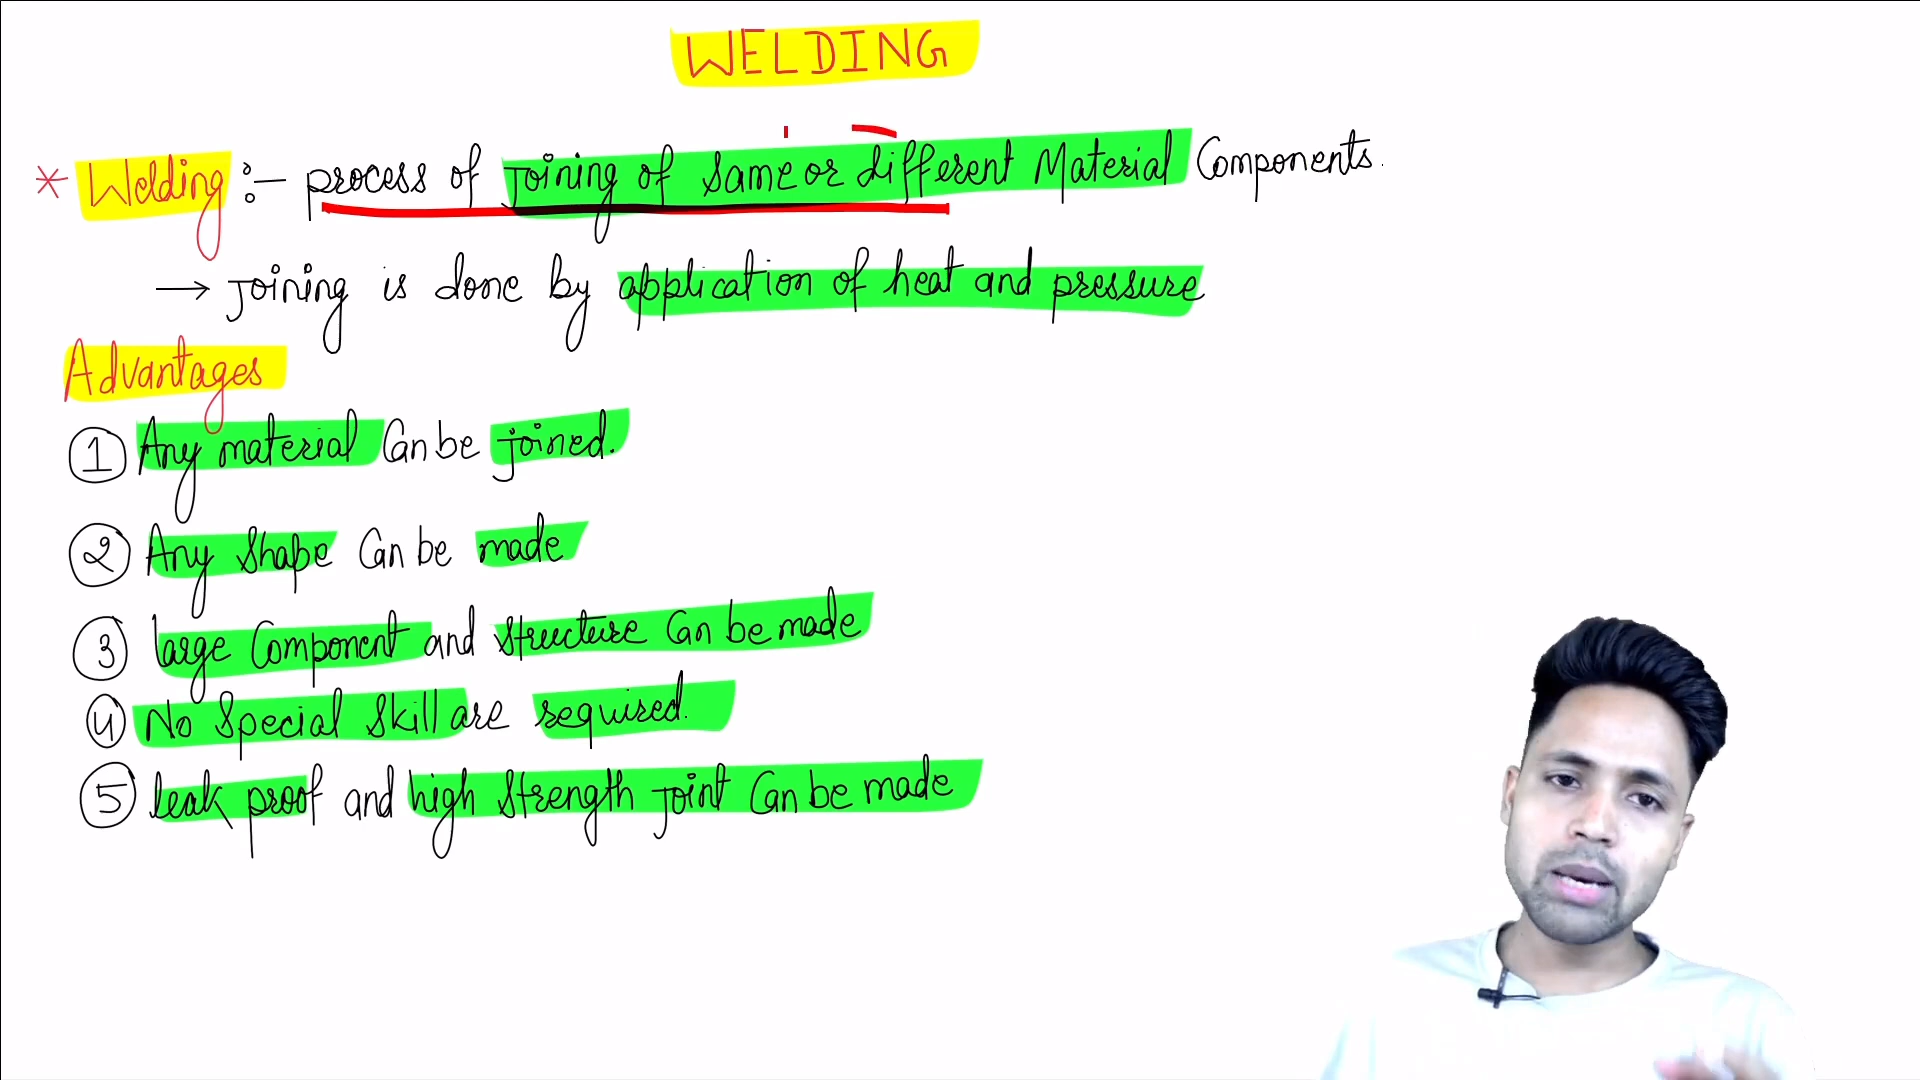 WELDING
* Welding :- process of Joining of Same or different Material Components.
→ Joining is done by application of heat and pressure
Advantages
① Any material Can be joined.
② Any Shape Can be made
③ large Component and structure Can be made
④ No Special Skill are required.
⑤ leak proof and high Strength Joint Can be made